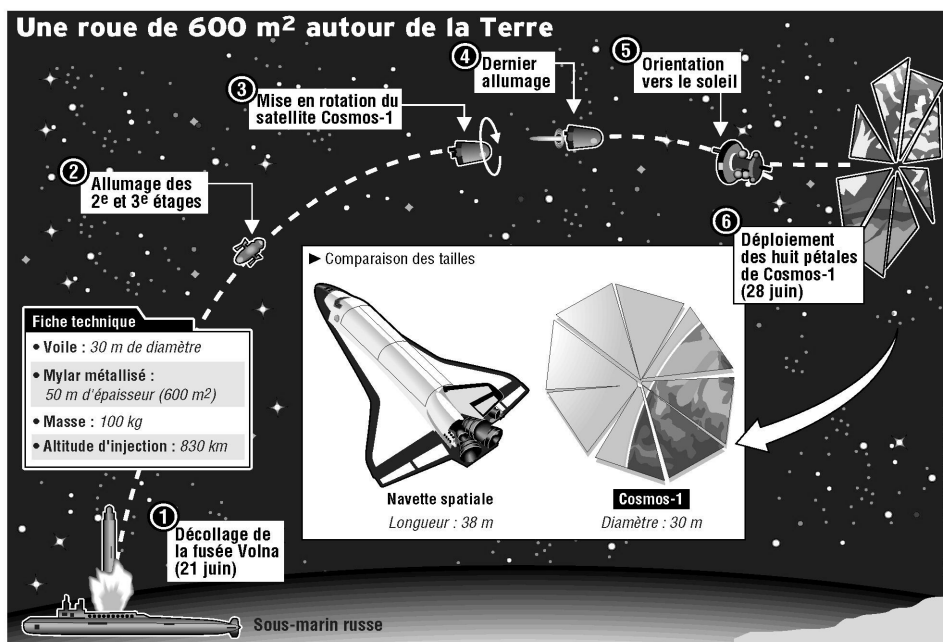 Une roue de 600 m² autour de la Terre
4
Dernier
allumage
5
Orientation
vers le soleil
3
Mise en rotation du
satellite Cosmos-1
2
Allumage des
2e et 3e étages
6
Déploiement
des huit pétales
de Cosmos-1
(28 juin)
► Comparaison des tailles
Navette spatiale
Longueur : 38 m
Cosmos-1
Diamètre : 30 m
Fiche technique
• Voile : 30 m de diamètre
• Mylar métallisé :
50 m d'épaisseur (600 m²)
• Masse : 100 kg
• Altitude d'injection : 830 km
1
Décollage de
la fusée Volna
(21 juin)
Sous-marin russe